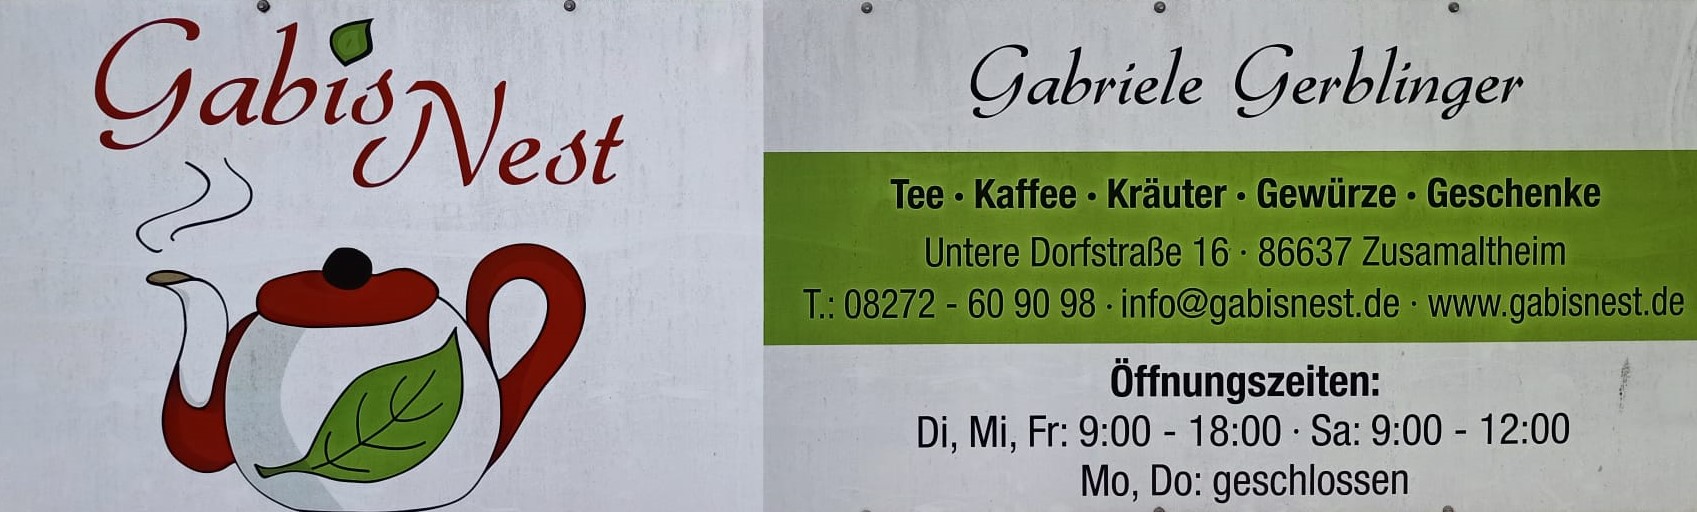 Gabis
Nest
Gabriele Gerblinger
Tee · Kaffee · Kräuter · Gewürze · Geschenke
Untere Dorfstraße 16 · 86637 Zusamaltheim
T.: 08272 - 60 90 98 · info@gabisnest.de · www.gabisnest.de
Öffnungszeiten:
Di, Mi, Fr: 9:00 - 18:00 · Sa: 9:00 - 12:00
Mo, Do: geschlossen